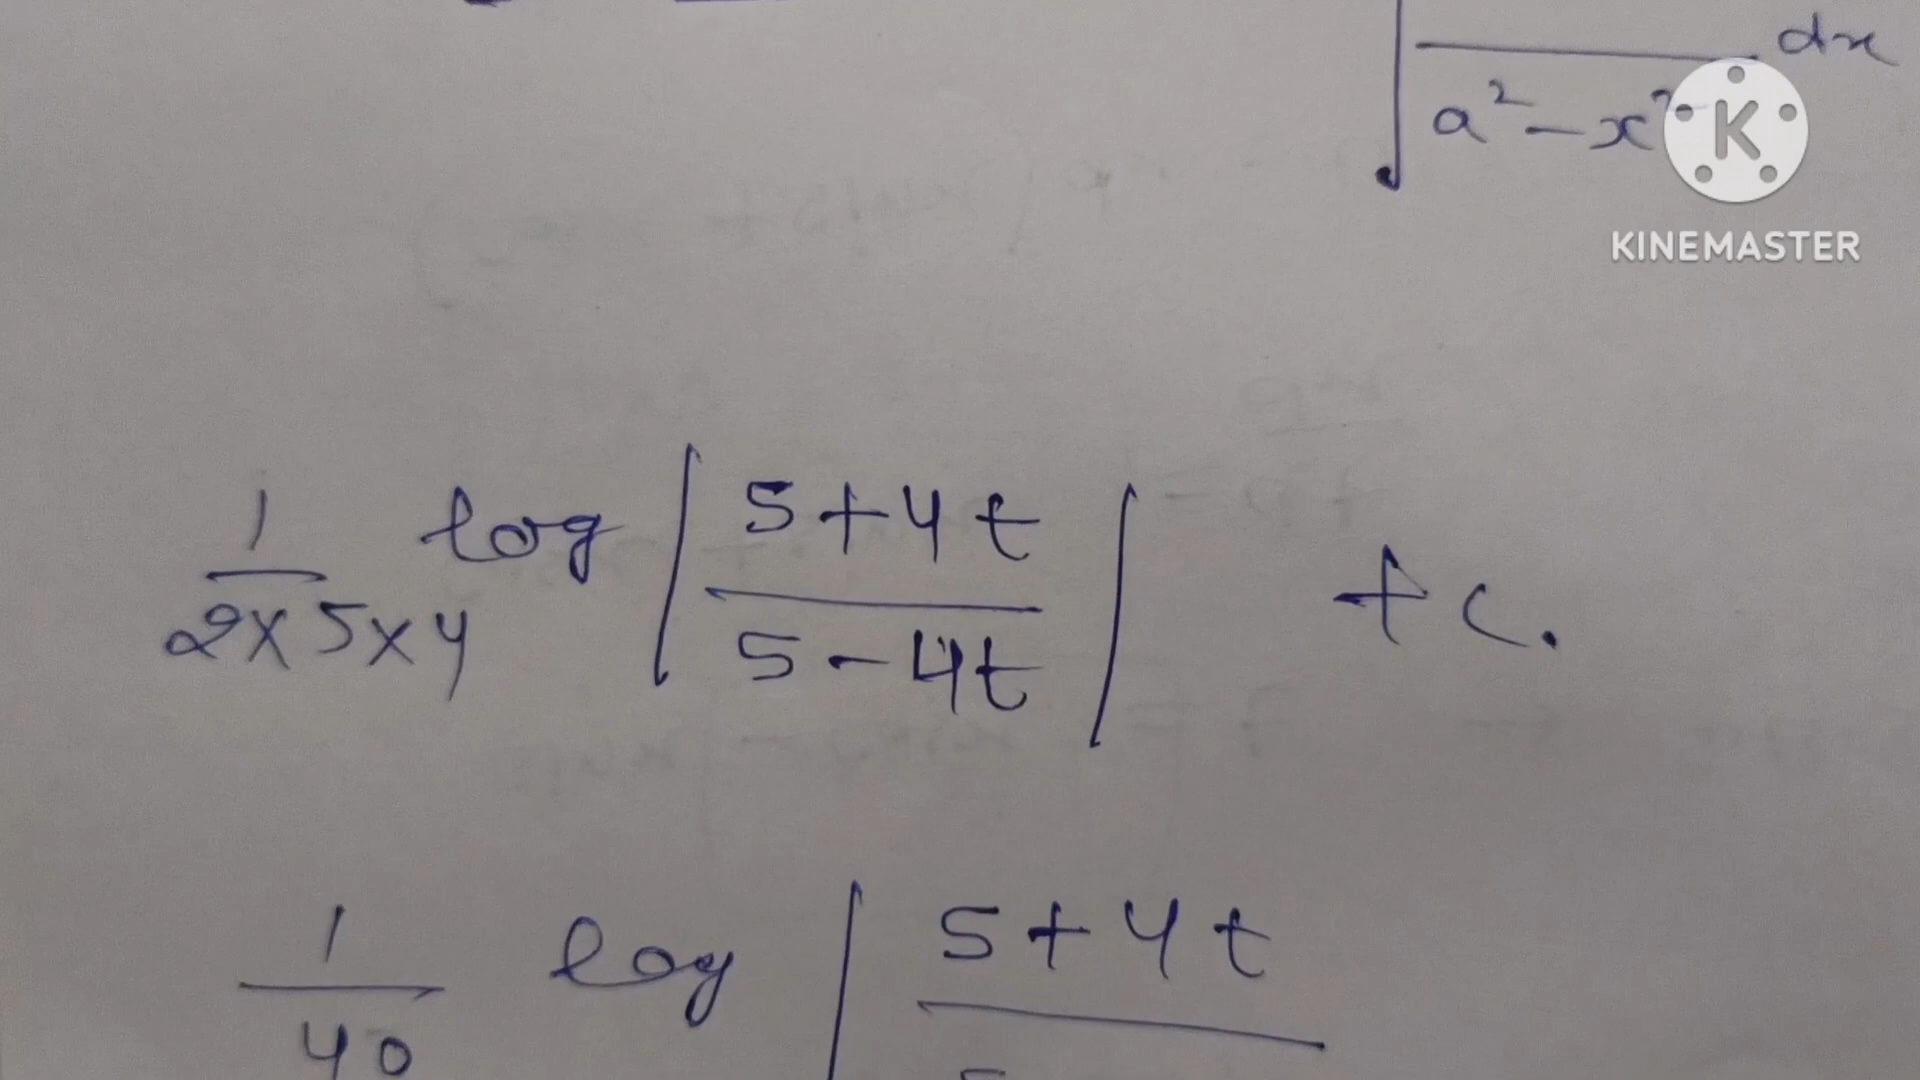 dx
a² - x²
K
KINEMASTER
1
2×5×4 log | 5+4t
5-4t | +c.
1
40 log | 5+4t